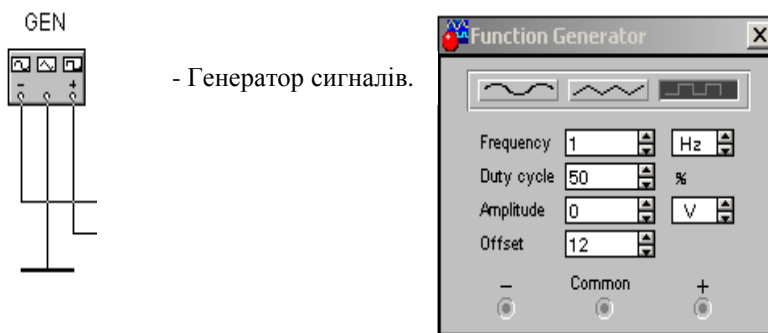 GEN
- +
- Генератор сигналів.
Function Generator X
Frequency 1 Hz
Duty cycle 50 %
Amplitude 0 V
Offset 12
- Common +